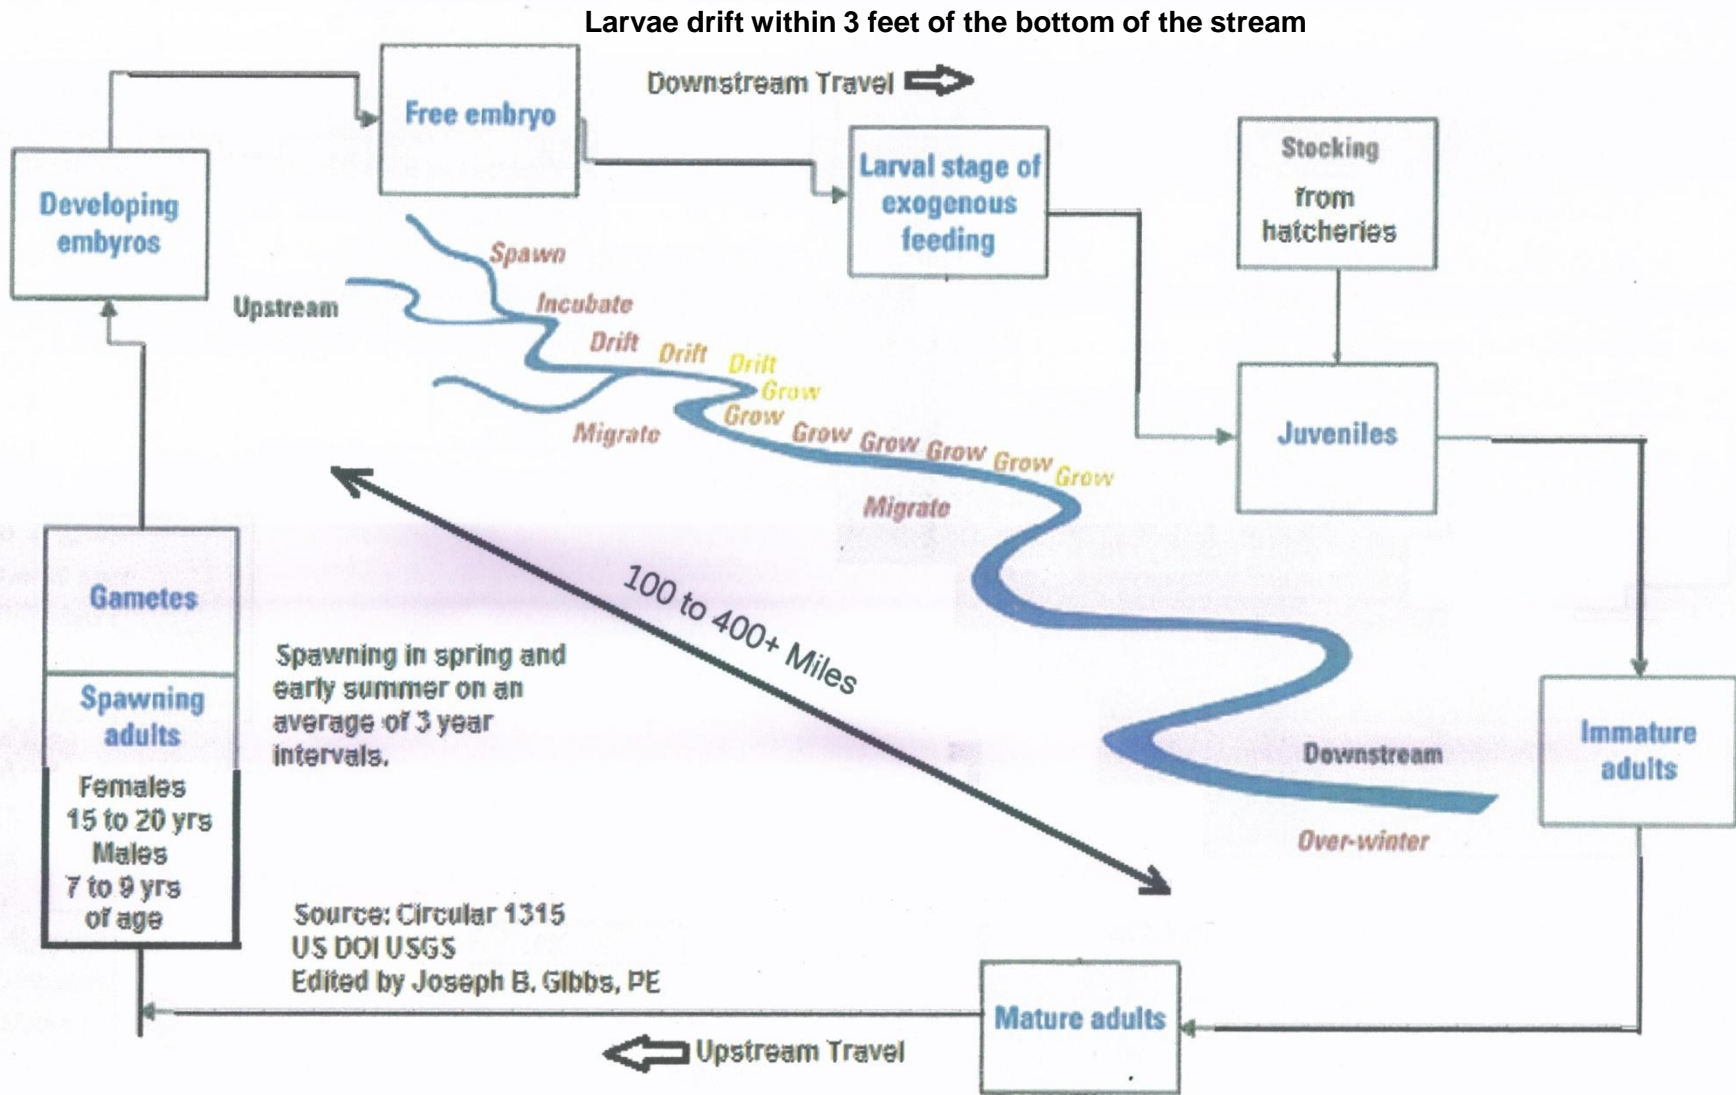 Larvae drift within 3 feet of the bottom of the stream
Downstream Travel
Free embryo
Larval stage of
exogenous
feeding
Stocking
from
hatcheries
Developing
embyros
Upstream
Spawn
Incubate
Drift
Drift
Drift
Grow
Grow
Grow
Grow
Grow
Grow
Grow
Migrate
Migrate
Juveniles
100 to 400+ Miles
Gametes
Spawning
adults
Females
15 to 20 yrs
Males
7 to 9 yrs
of age
Spawning in spring and
early summer on an
average of 3 year
intervals.
Downstream
Over-winter
Immature
adults
Source: Circular 1315
US DOI USGS
Edited by Joseph B. Gibbs, PE
Mature adults
Upstream Travel